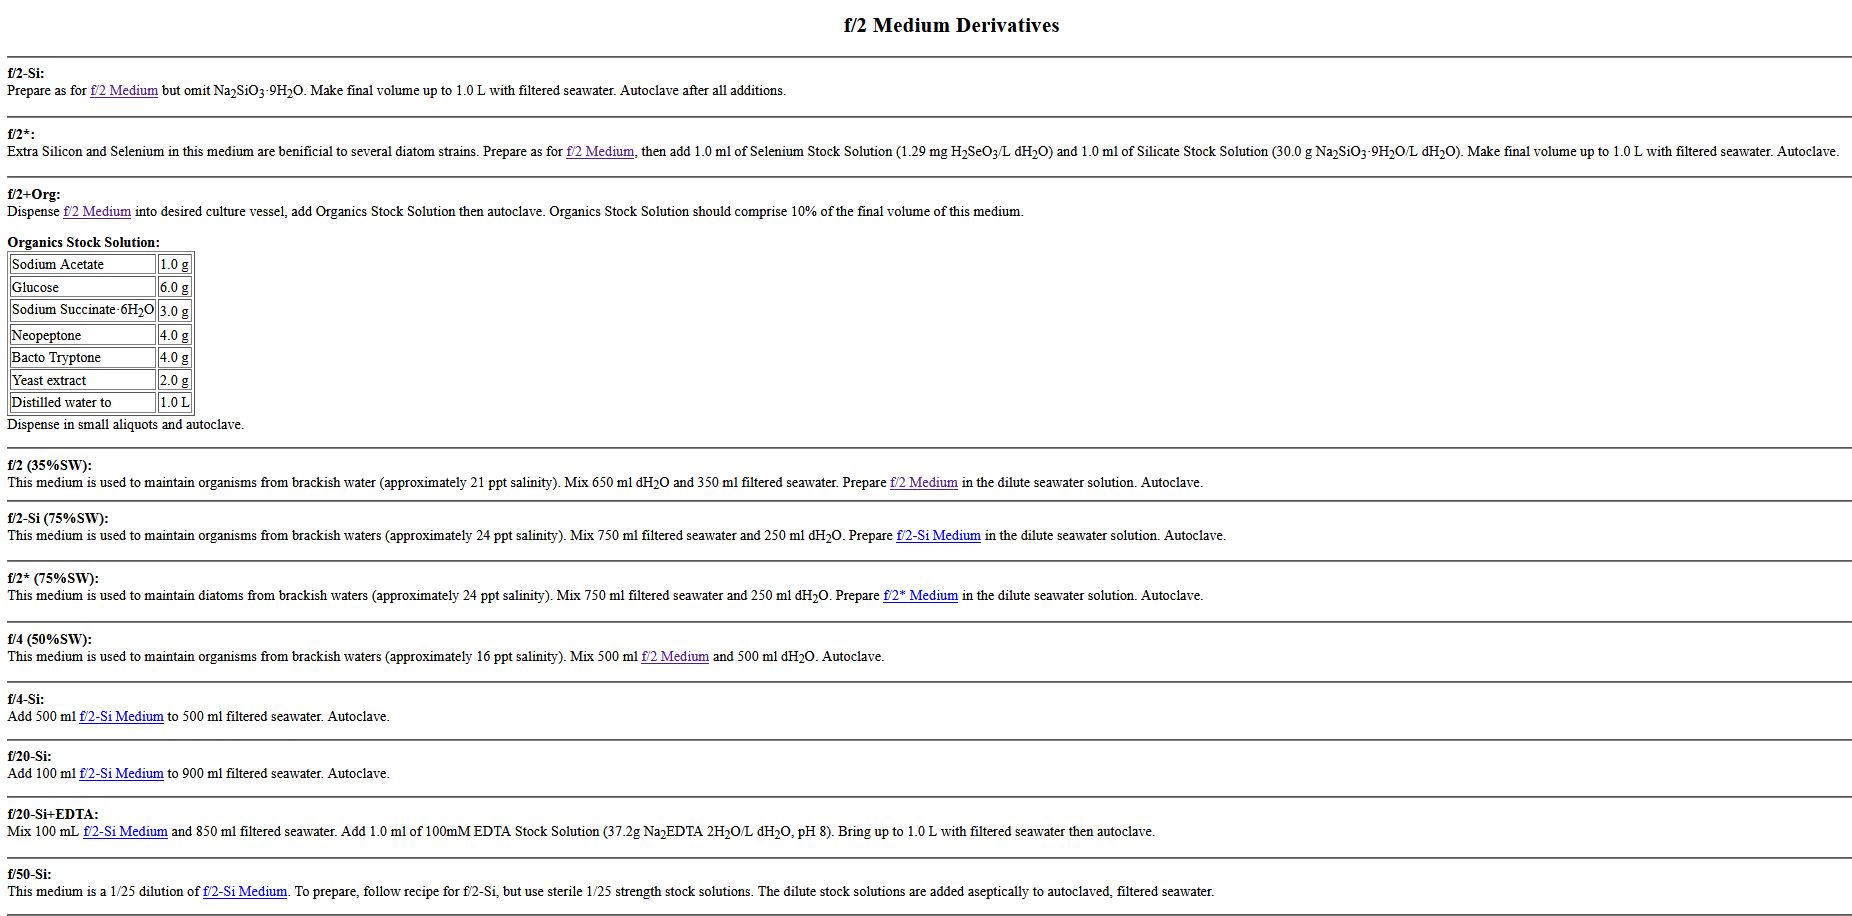 f/2 Medium Derivatives
f/2-Si:
Prepare as for f/2 Medium but omit Na₂SiO₃·9H₂O. Make final volume up to 1.0 L with filtered seawater. Autoclave after all additions.
f/2*:
Extra Silicon and Selenium in this medium are benificial to several diatom strains. Prepare as for f/2 Medium, then add 1.0 ml of Selenium Stock Solution (1.29 mg H₂SeO₃/L dH₂O) and 1.0 ml of Silicate Stock Solution (30.0 g Na₂SiO₃·9H₂O/L dH₂O). Make final volume up to 1.0 L with filtered seawater. Autoclave.
f/2+Org:
Dispense f/2 Medium into desired culture vessel, add Organics Stock Solution then autoclave. Organics Stock Solution should comprise 10% of the final volume of this medium.
Organics Stock Solution:
Sodium Acetate 1.0 g
Glucose 6.0 g
Sodium Succinate·6H₂O 3.0 g
Neopeptone 4.0 g
Bacto Tryptone 4.0 g
Yeast extract 2.0 g
Distilled water to 1.0 L
Dispense in small aliquots and autoclave.
f/2 (35%SW):
This medium is used to maintain organisms from brackish water (approximately 21 ppt salinity). Mix 650 ml dH₂O and 350 ml filtered seawater. Prepare f/2 Medium in the dilute seawater solution. Autoclave.
f/2-Si (75%SW):
This medium is used to maintain organisms from brackish waters (approximately 24 ppt salinity). Mix 750 ml filtered seawater and 250 ml dH₂O. Prepare f/2-Si Medium in the dilute seawater solution. Autoclave.
f/2* (75%SW):
This medium is used to maintain diatoms from brackish waters (approximately 24 ppt salinity). Mix 750 ml filtered seawater and 250 ml dH₂O. Prepare f/2* Medium in the dilute seawater solution. Autoclave.
f/4 (50%SW):
This medium is used to maintain organisms from brackish waters (approximately 16 ppt salinity). Mix 500 ml f/2 Medium and 500 ml dH₂O. Autoclave.
f/4-Si:
Add 500 ml f/2-Si Medium to 500 ml filtered seawater. Autoclave.
f/20-Si:
Add 100 ml f/2-Si Medium to 900 ml filtered seawater. Autoclave.
f/20-Si+EDTA:
Mix 100 mL f/2-Si Medium and 850 ml filtered seawater. Add 1.0 ml of 100mM EDTA Stock Solution (37.2g Na₂EDTA 2H₂O/L dH₂O, pH 8). Bring up to 1.0 L with filtered seawater then autoclave.
f/50-Si:
This medium is a 1/25 dilution of f/2-Si Medium. To prepare, follow recipe for f/2-Si, but use sterile 1/25 strength stock solutions. The dilute stock solutions are added aseptically to autoclaved, filtered seawater.